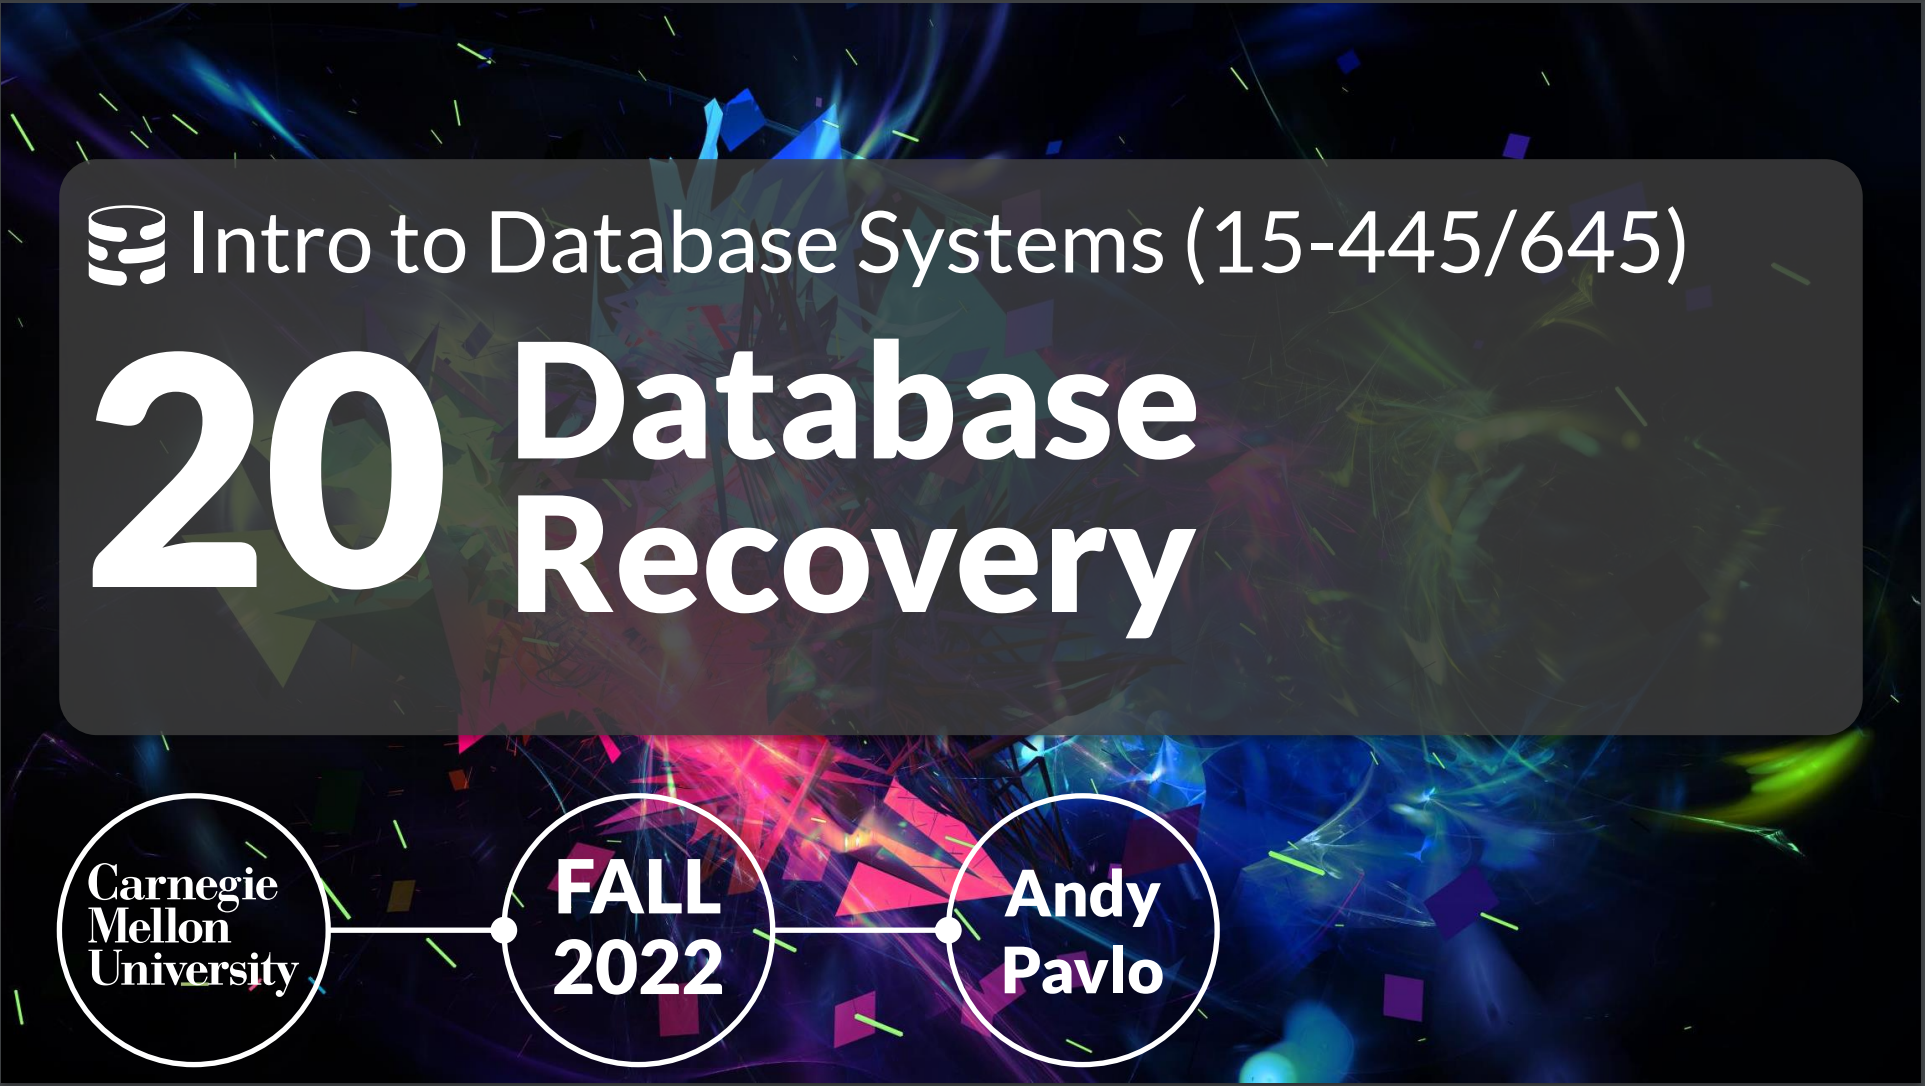 Intro to Database Systems (15-445/645)
20
Database
Recovery
Carnegie
Mellon
University
FALL
2022
Andy
Pavlo